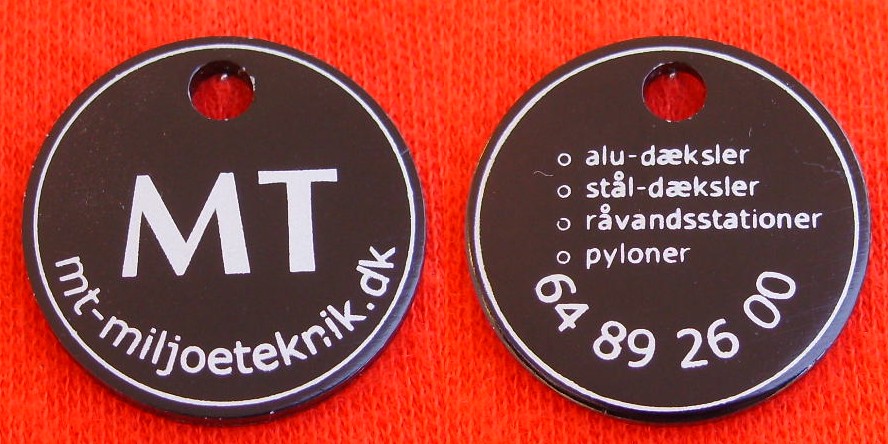 MT
mt-miljoeteknik.dk
o alu-dæksler
o stål-dæksler
o råvandsstationer
o pyloner
64 89 26 00